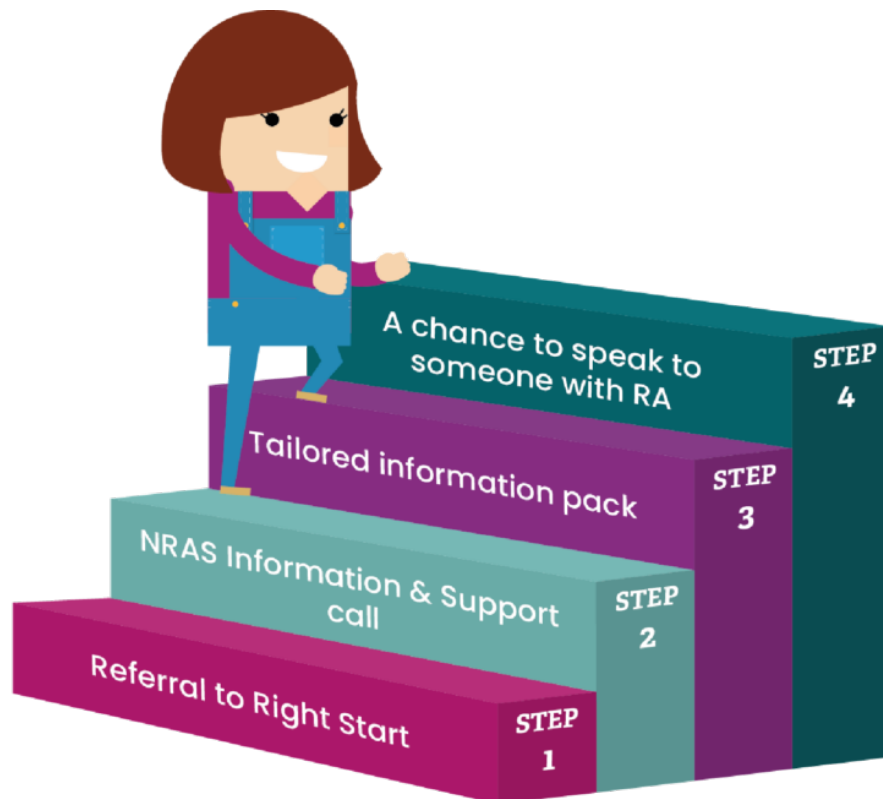 A chance to speak to
someone with RA
STEP
4
Tailored information pack
STEP
3
NRAS Information & Support
call
STEP
2
Referral to Right Start
STEP
1